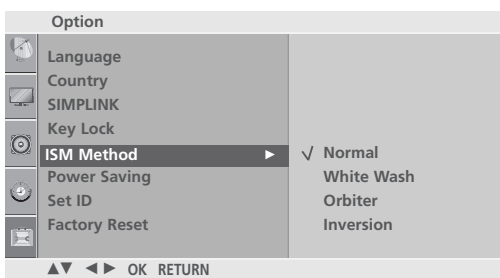 Option
Language
Country
SIMPLINK
Key Lock
ISM Method ► √ Normal
Power Saving White Wash
Set ID Orbiter
Factory Reset Inversion
▲▼ ◄► OK RETURN